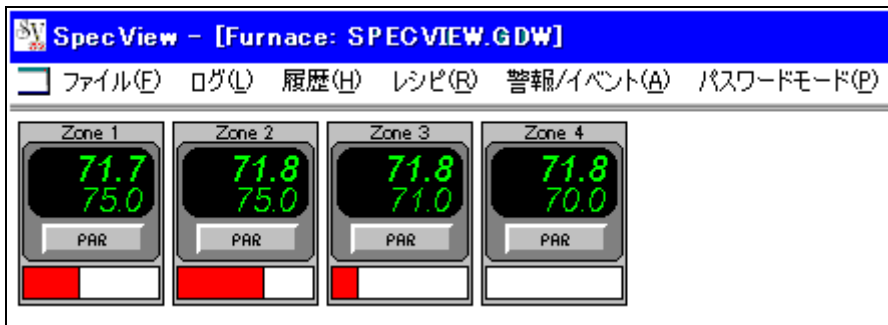 SpecView - [Furnace: SPECVIEW.GDW]
ファイル(F) ログ(L) 履歴(H) レシピ(R) 警報/イベント(A) パスワードモード(P)
Zone 1 Zone 2 Zone 3 Zone 4
71.7 71.8 71.8 71.8
75.0 75.0 71.0 70.0
PAR PAR PAR PAR